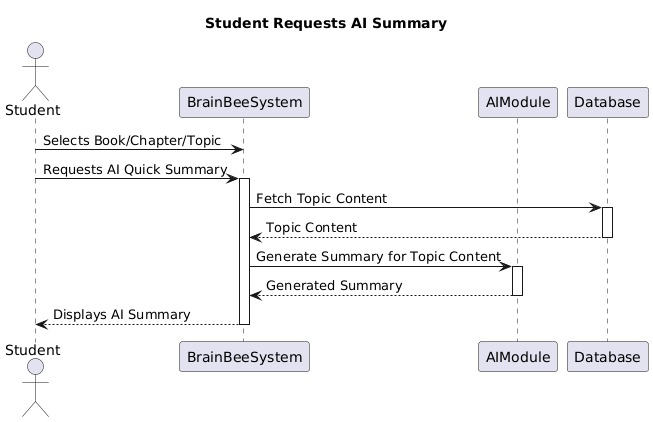 Student Requests AI Summary
Student
BrainBeeSystem
AIModule
Database
Selects Book/Chapter/Topic
Requests AI Quick Summary
Fetch Topic Content
Topic Content
Generate Summary for Topic Content
Generated Summary
Displays AI Summary
Student
BrainBeeSystem
AIModule
Database